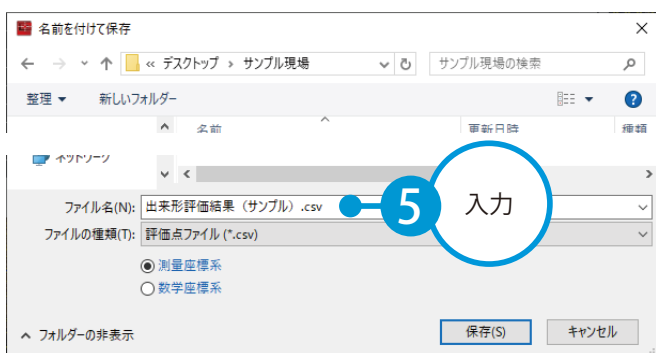 名前を付けて保存
« デスクトップ › サンプル現場 サンプル現場の検索
整理 新しいフォルダー
名前 更新日時 種類
ネットワーク
ファイル名(N): 出来形評価結果（サンプル）.csv 5 入力
ファイルの種類(T): 評価点ファイル (*.csv)
測量座標系
数学座標系
フォルダーの非表示 保存(S) キャンセル